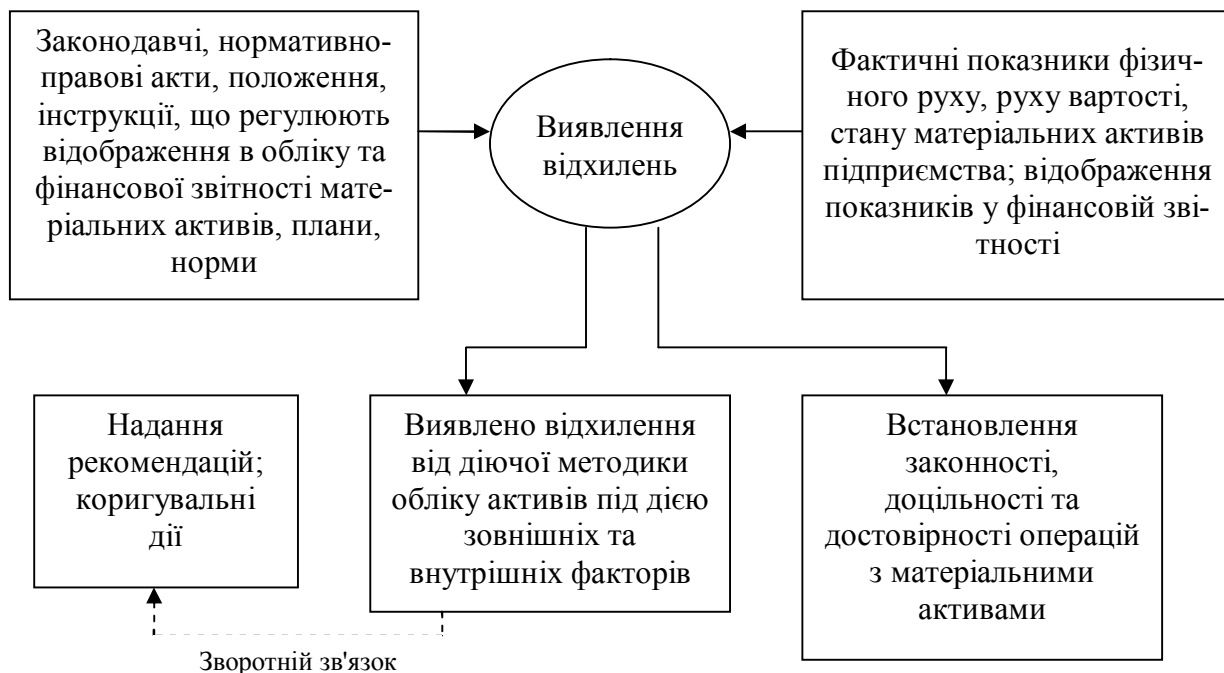 Законодавчі, нормативно-
правові акти, положення,
інструкції, що регулюють
відображення в обліку та
фінансової звітності мате-
ріальних активів, плани,
норми
Виявлення
відхилень
Фактичні показники фізич-
ного руху, руху вартості,
стану матеріальних активів
підприємства; відображення
показників у фінансовій зві-
тності
Надання
рекомендацій;
коригувальні
дії
Виявлено відхилення
від діючої методики
обліку активів під дією
зовнішніх та
внутрішніх факторів
Встановлення
законності,
доцільності та
достовірності операцій
з матеріальними
активами
Зворотній зв'язок